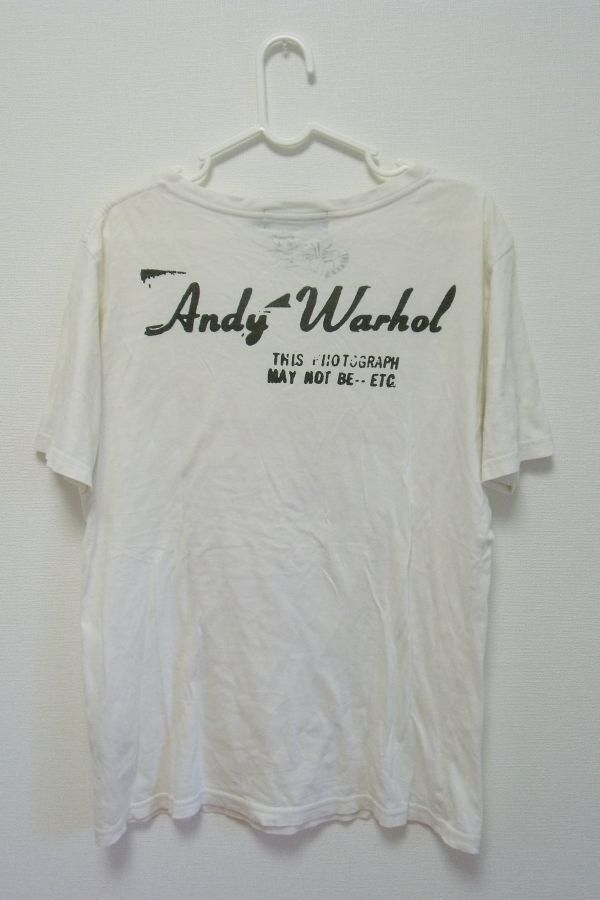 Andy Warhol
THIS PHOTOGRAPH
MAY NOT BE-- ETC.